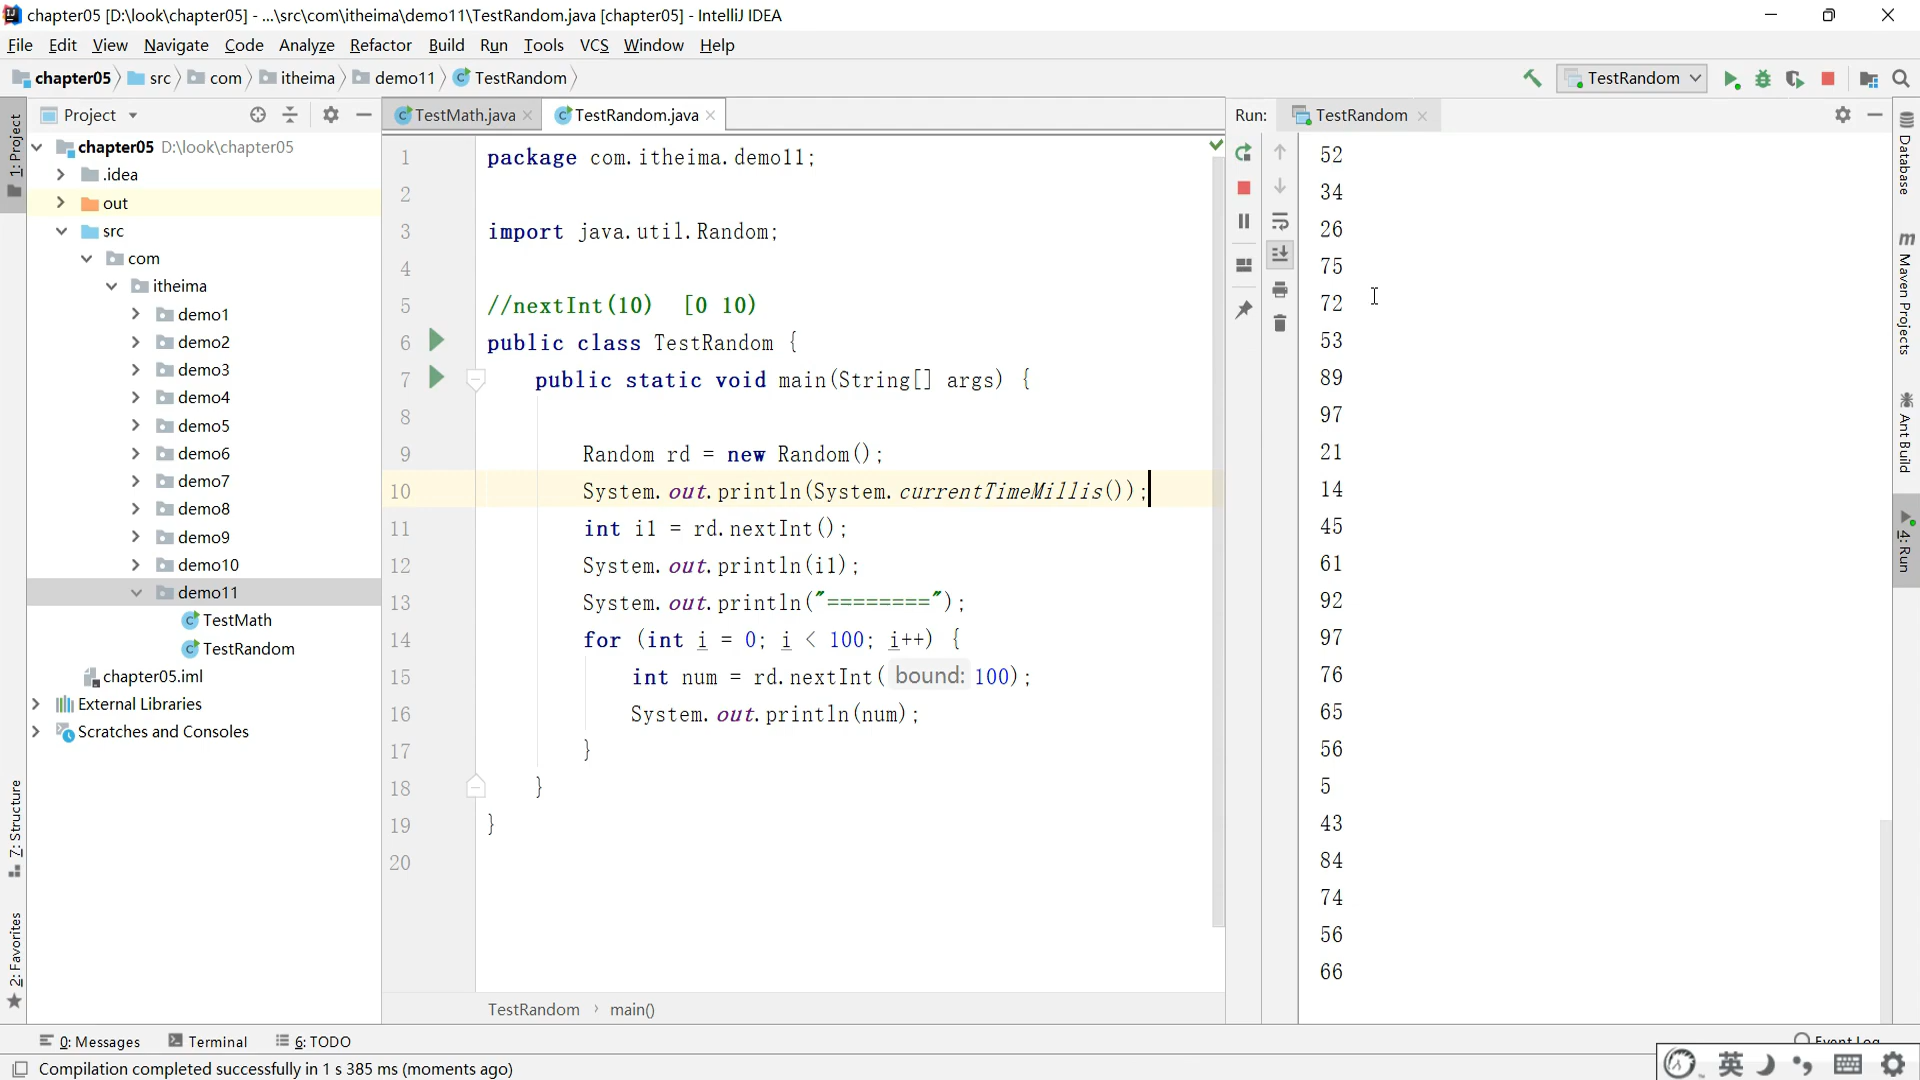 chapter05 [D:\look\chapter05] - ...\src\com\itheima\demo11\TestRandom.java [chapter05] - IntelliJ IDEA
File Edit View Navigate Code Analyze Refactor Build Run Tools VCS Window Help
chapter05 src com itheima demo11 TestRandom
TestRandom
Project
TestMath.java
TestRandom.java
Run:
TestRandom
1: Project
7: Structure
2: Favorites
chapter05 D:\look\chapter05
.idea
out
src
com
itheima
demo1
demo2
demo3
demo4
demo5
demo6
demo7
demo8
demo9
demo10
demo11
TestMath
TestRandom
chapter05.iml
External Libraries
Scratches and Consoles
1 package com.itheima.demo11;
2
3 import java.util.Random;
4
5 //nextInt(10) [0 10)
6 public class TestRandom {
7 public static void main(String[] args) {
8
9 Random rd = new Random();
10 System.out.println(System.currentTimeMillis());
11 int i1 = rd.nextInt();
12 System.out.println(i1);
13 System.out.println("========");
14 for (int i = 0; i < 100; i++) {
15 int num = rd.nextInt( bound: 100);
16 System.out.println(num);
17 }
18 }
19 }
20
TestRandom › main()
52
34
26
75
72
53
89
97
21
14
45
61
92
97
76
65
56
5
43
84
74
56
66
Database
Maven Projects
Ant Build
4: Run
0: Messages Terminal 6: TODO
Event Log
Compilation completed successfully in 1 s 385 ms (moments ago)
英